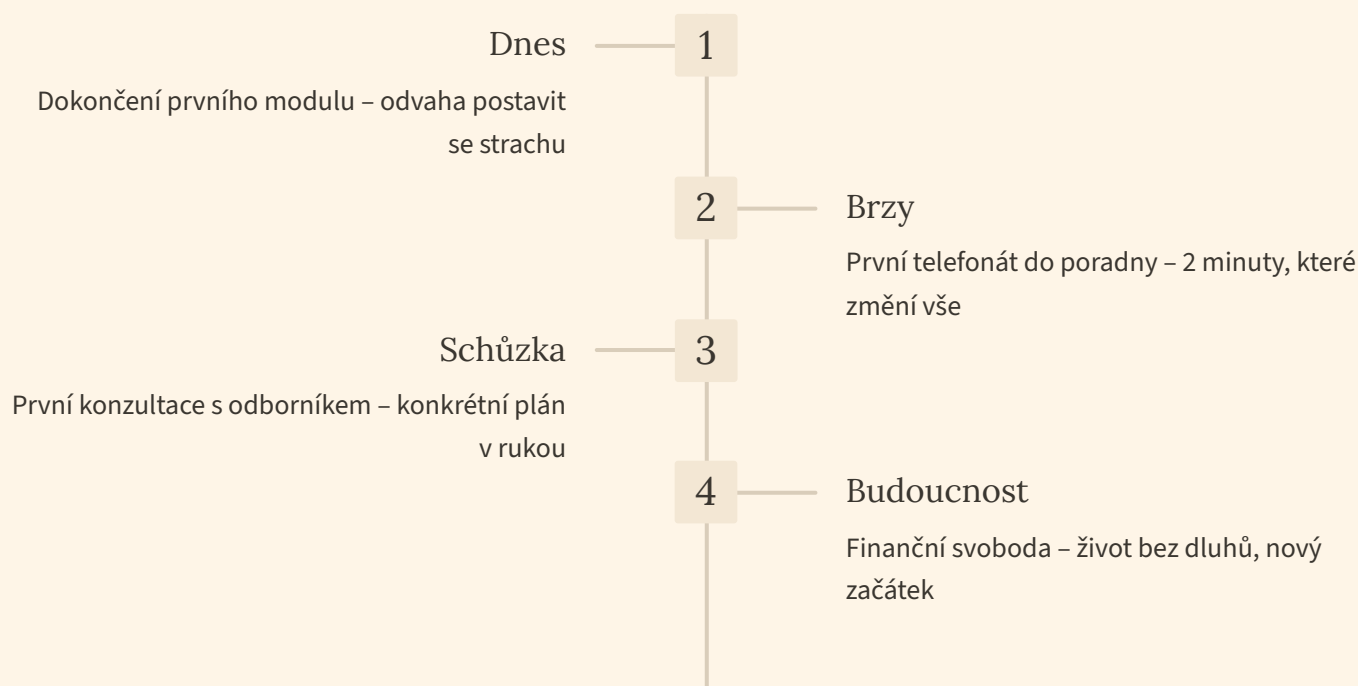 Dnes
1
Dokončení prvního modulu – odvaha postavit
se strachu
2
Brzy
První telefonát do poradny – 2 minuty, které
změní vše
Schůzka
3
První konzultace s odborníkem – konkrétní plán
v rukou
4
Budoucnost
Finanční svoboda – život bez dluhů, nový
začátek